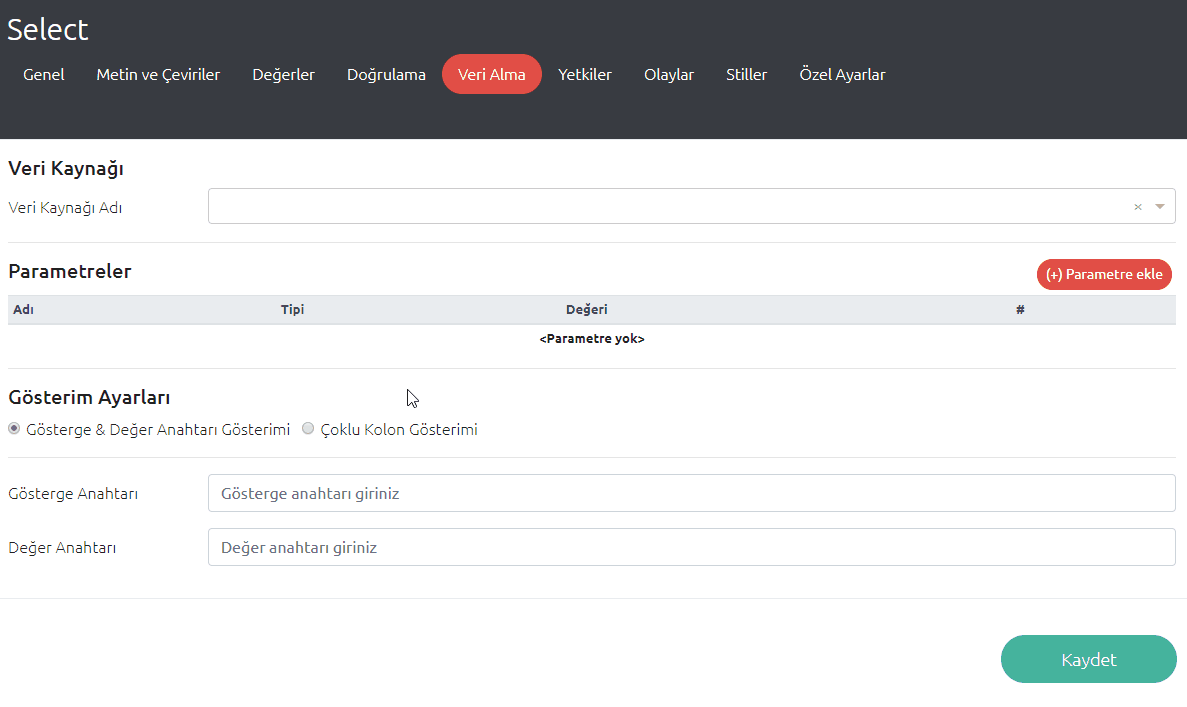 Select
Genel Metin ve Çeviriler Değerler Doğrulama Veri Alma Yetkiler Olaylar Stiller Özel Ayarlar
Veri Kaynağı
Veri Kaynağı Adı
Parametreler (+) Parametre ekle
Adı Tipi Değeri #
<Parametre yok>
Gösterim Ayarları
Gösterge & Değer Anahtarı Gösterimi Çoklu Kolon Gösterimi
Gösterge Anahtarı Gösterge anahtarı giriniz
Değer Anahtarı Değer anahtarı giriniz
Kaydet